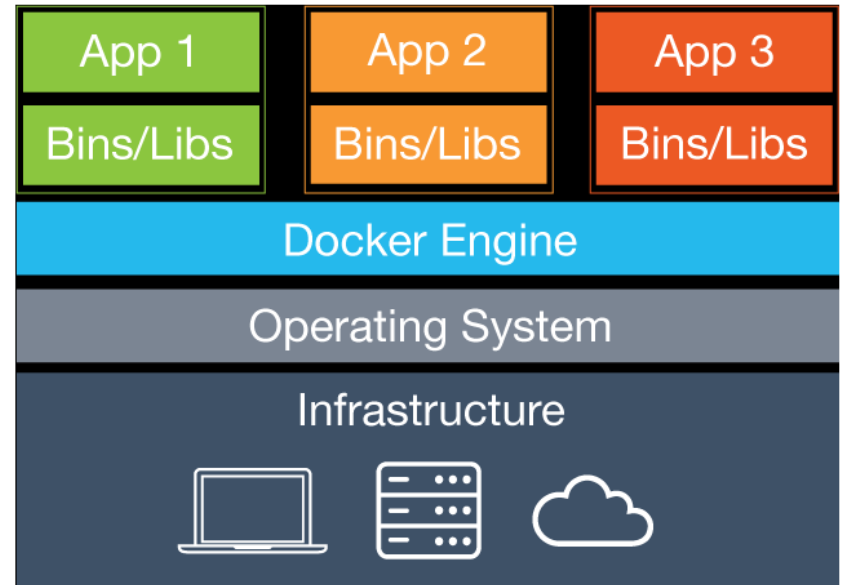 App 1
App 2
App 3
Bins/Libs
Bins/Libs
Bins/Libs
Docker Engine
Operating System
Infrastructure